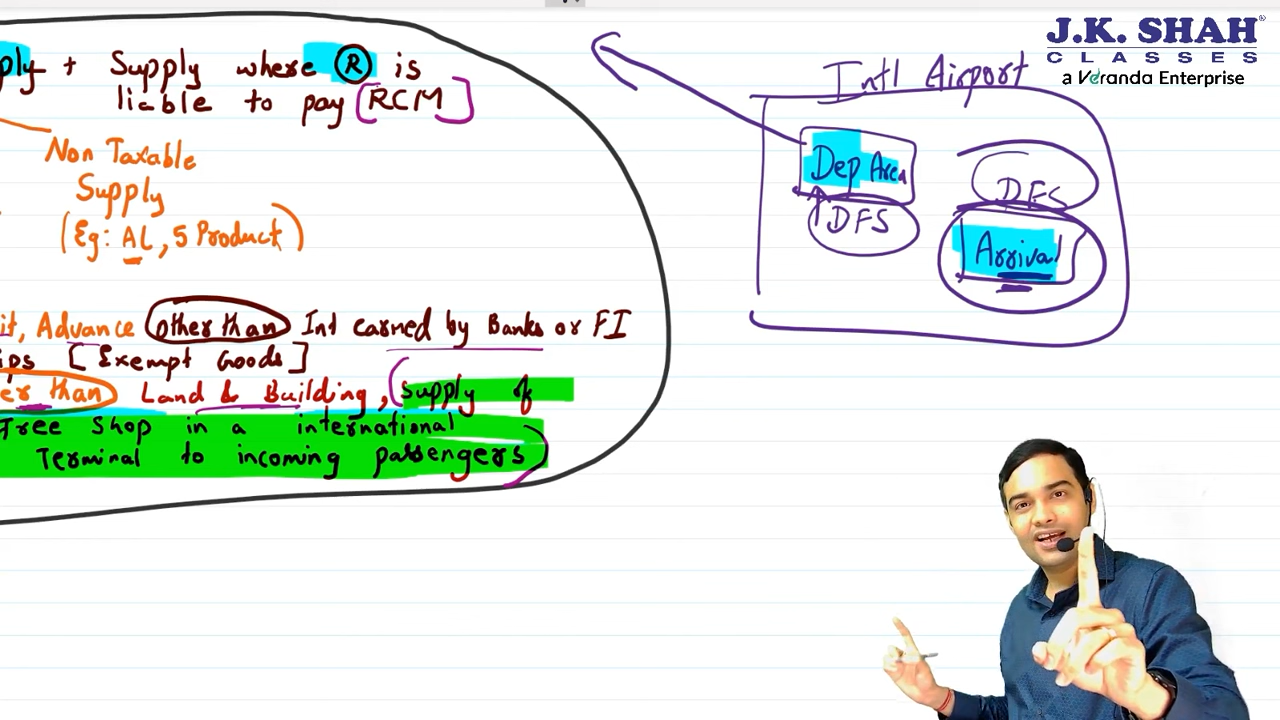 ply + Supply where R is
liable to pay [RCM]
Non Taxable
Supply
(Eg: AL, 5 Product)
it, Advance other than Int earned by Banks or FI
ips [Exempt Goods]
er than Land & Building, (Supply of
Free Shop in a international
Terminal to incoming passengers)
J.K. SHAH®
CLASSES
a Veranda Enterprise
Intl Airport
Dep Area
DFS
DFS
Arrival